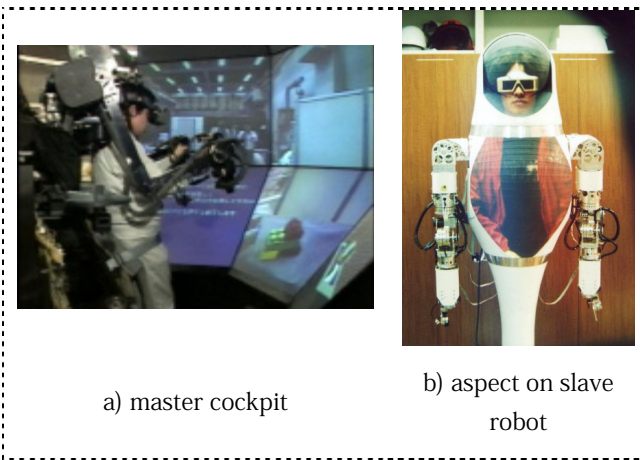 a) master cockpit
b) aspect on slave
robot